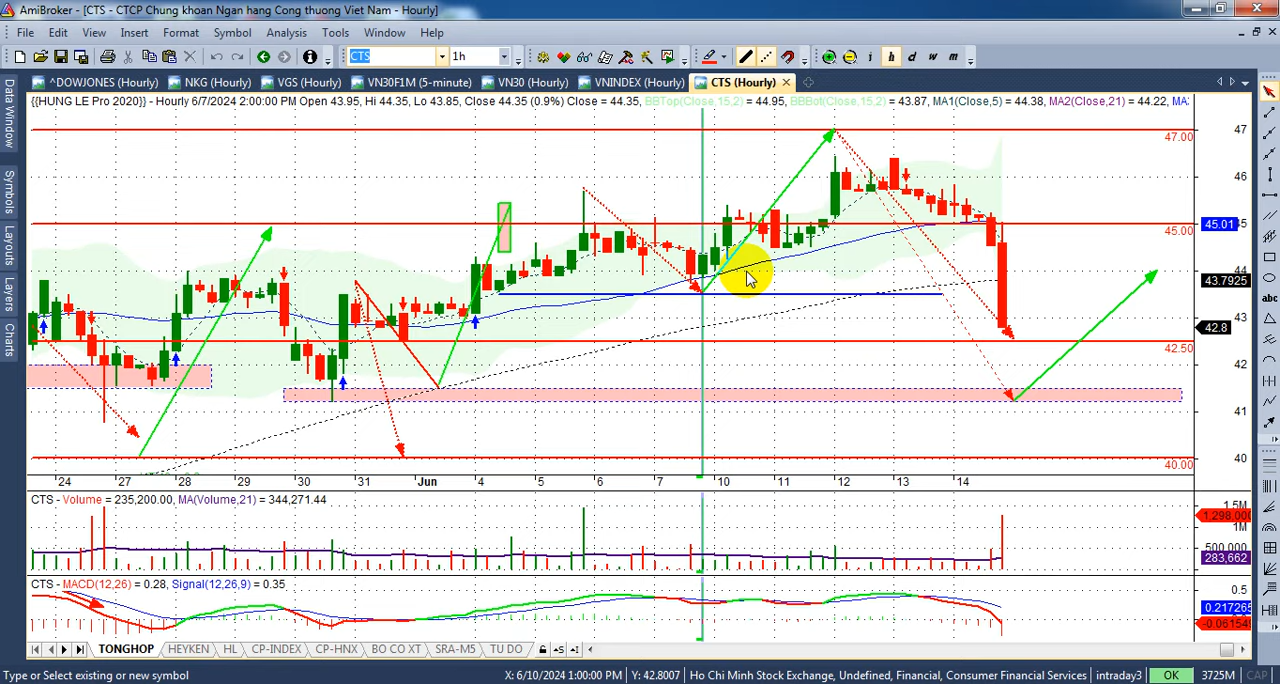 AmiBroker - [CTS - CTCP Chung khoan Ngan hang Cong thuong Viet Nam - Hourly]
File Edit View Insert Format Symbol Analysis Tools Window Help
CTS 1h i h d w m
^DOWJONES (Hourly) NKG (Hourly) VGS (Hourly) VN30F1M (5-minute) VN30 (Hourly) VNINDEX (Hourly) CTS (Hourly)
Data Window
Symbols
Layouts
Layers
Charts
{{HUNG LE Pro 2020}} - Hourly 6/7/2024 2:00:00 PM Open 43.95, Hi 44.35, Lo 43.85, Close 44.35 (0.9%) Close = 44.35, BBTop(Close,15,2) = 44.95, BBBot(Close,15,2) = 43.87, MA1(Close,5) = 44.38, MA2(Close,21) = 44.22,
47
47.00
46
45.01
45.00
44
43.7925
43
42.8
42.50
42
41
40
40.00
24 27 28 29 30 31 Jun 4 5 6 7 10 11 12 13 14
CTS - Volume = 235,200.00, MA(Volume,21) = 344,271.44
1.5M
1,298,000
1M
500,000
283,662
CTS - MACD(12,26) = 0.28, Signal(12,26,9) = 0.35
0.5
0.217265
-0.061549
TONGHOP HEYKEN HL CP-INDEX CP-HNX BO CO XT SRA-M5 TU DO
Type or Select existing or new symbol X: 6/10/2024 1:00:00 PM Y: 42.8007 Ho Chi Minh Stock Exchange, Undefined, Financial, Consumer Financial Services intraday3 OK 3725M CAP
abc